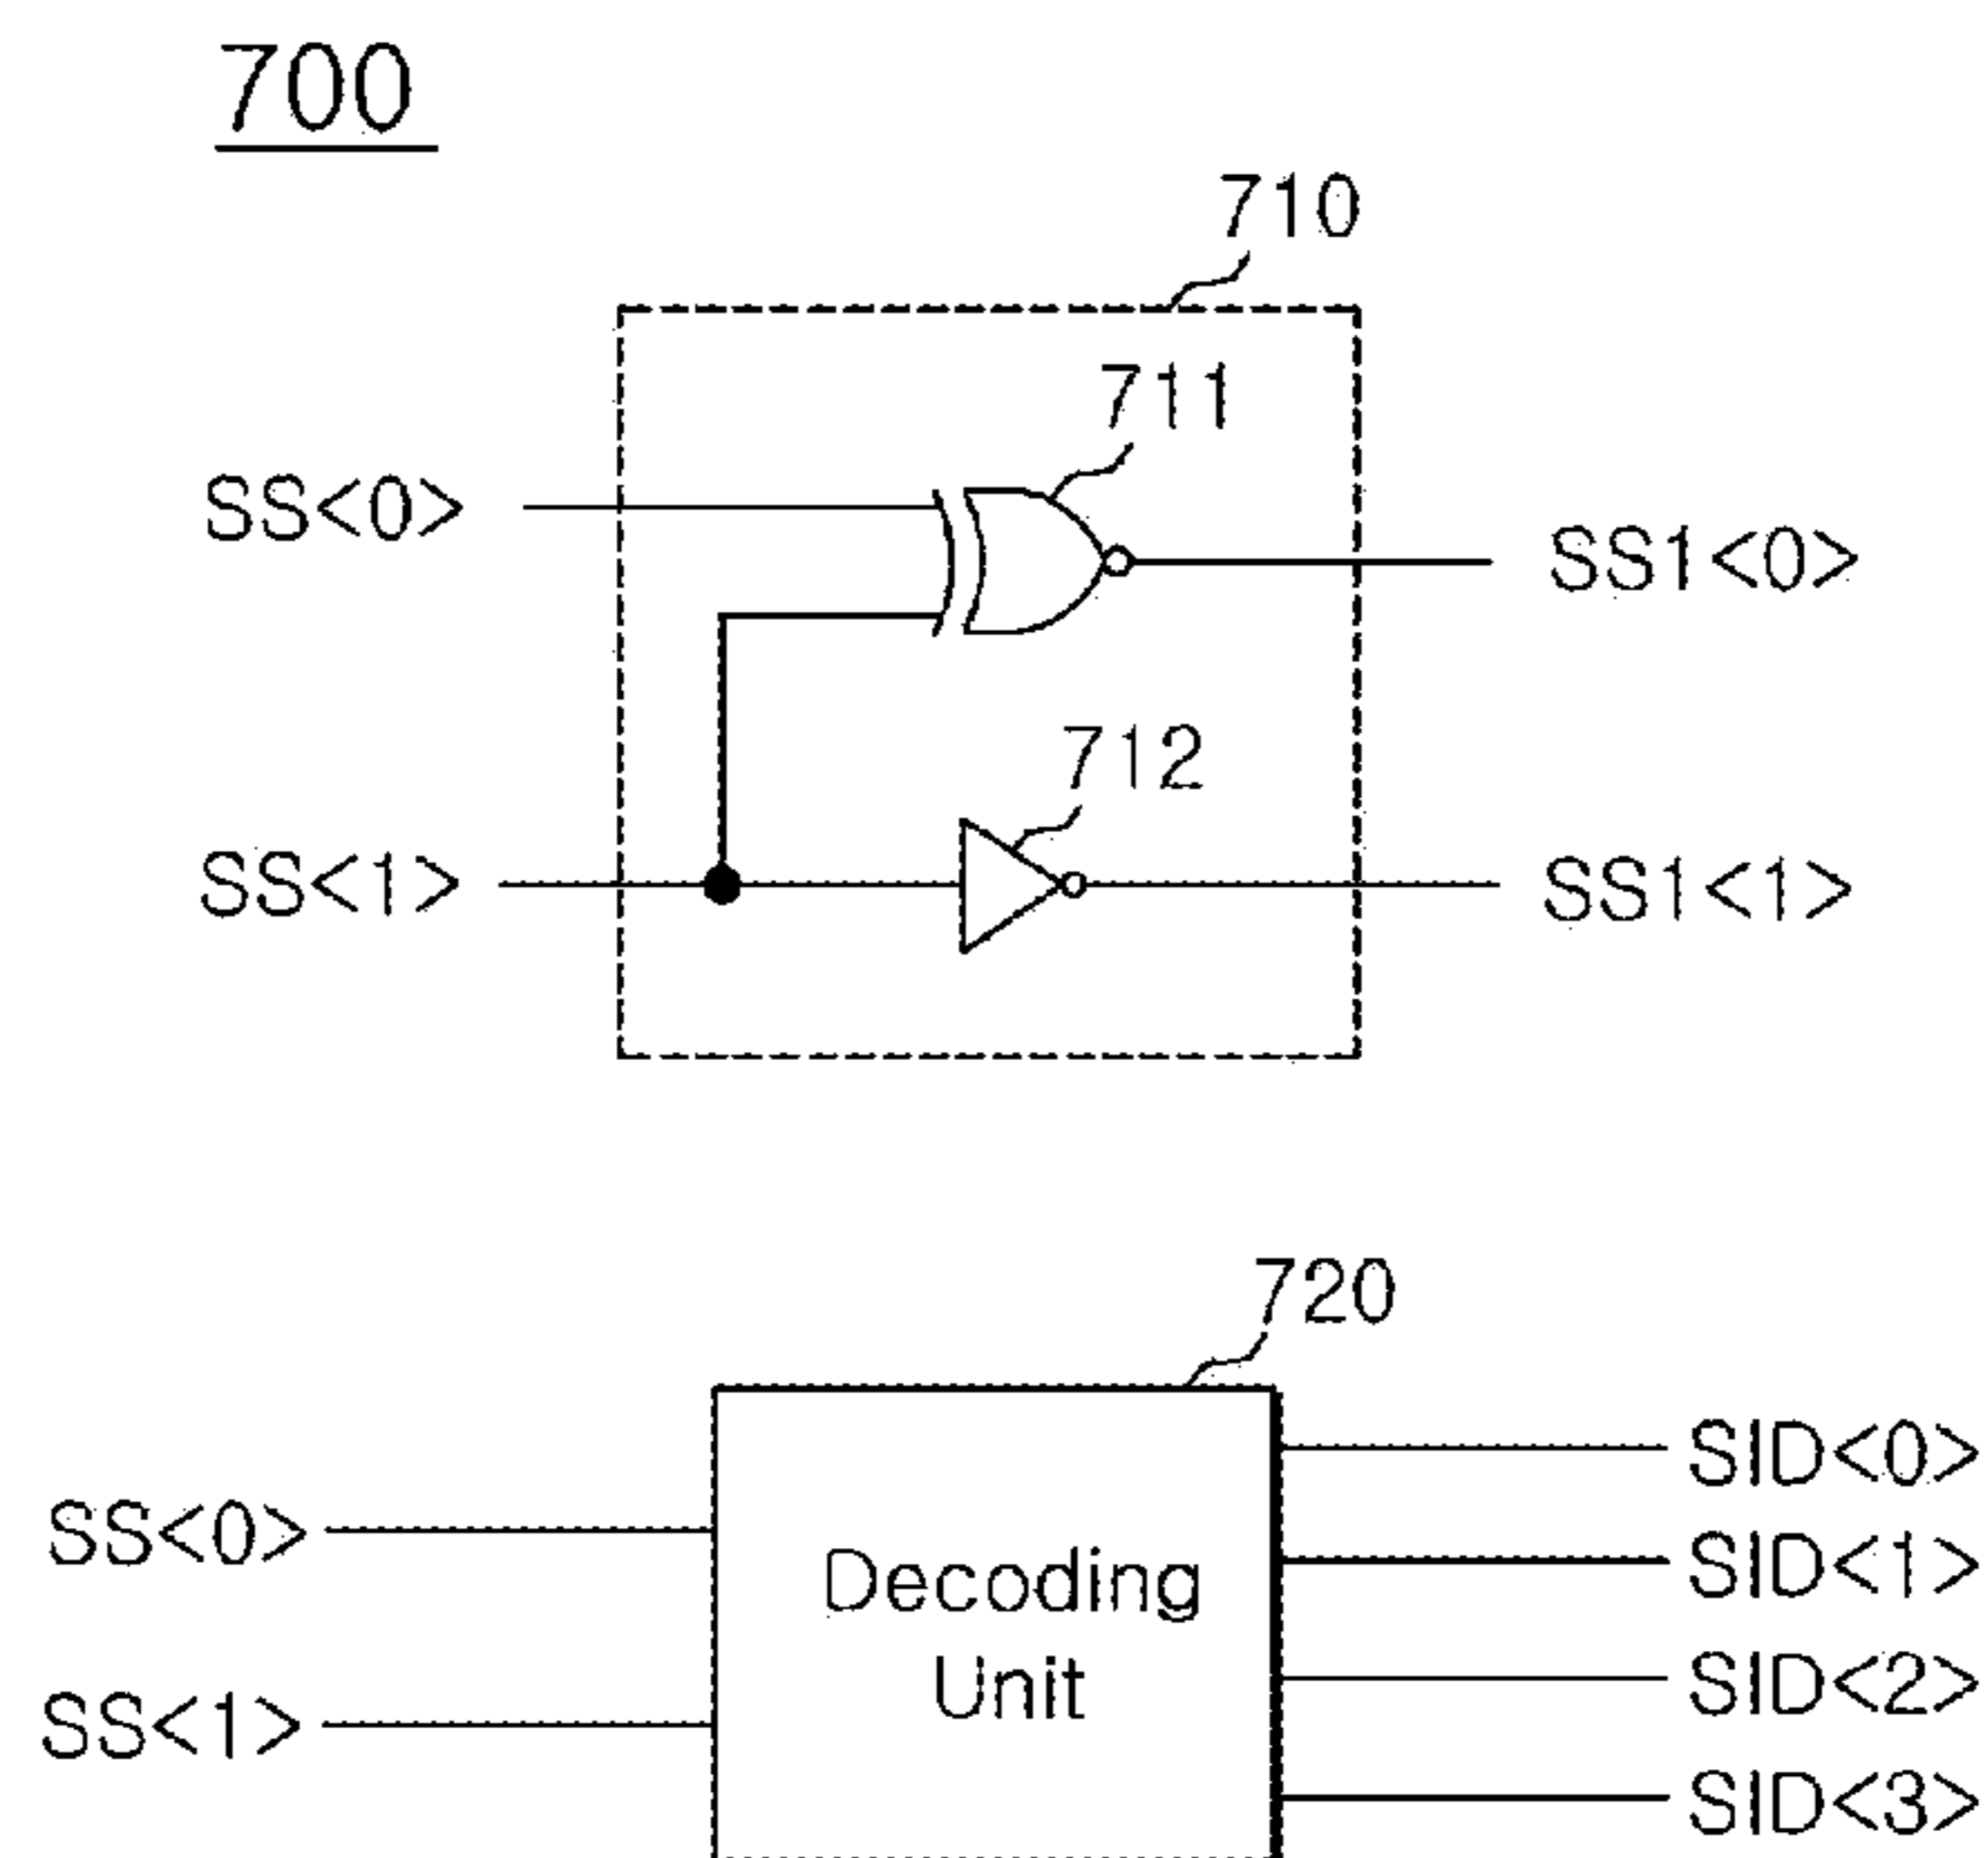 700
710
711
SS<0>
SS1<0>
712
SS<1>
SS1<1>
720
SID<0>
SS<0>
SID<1>
Decoding
Unit
SID<2>
SS<1>
SID<3>